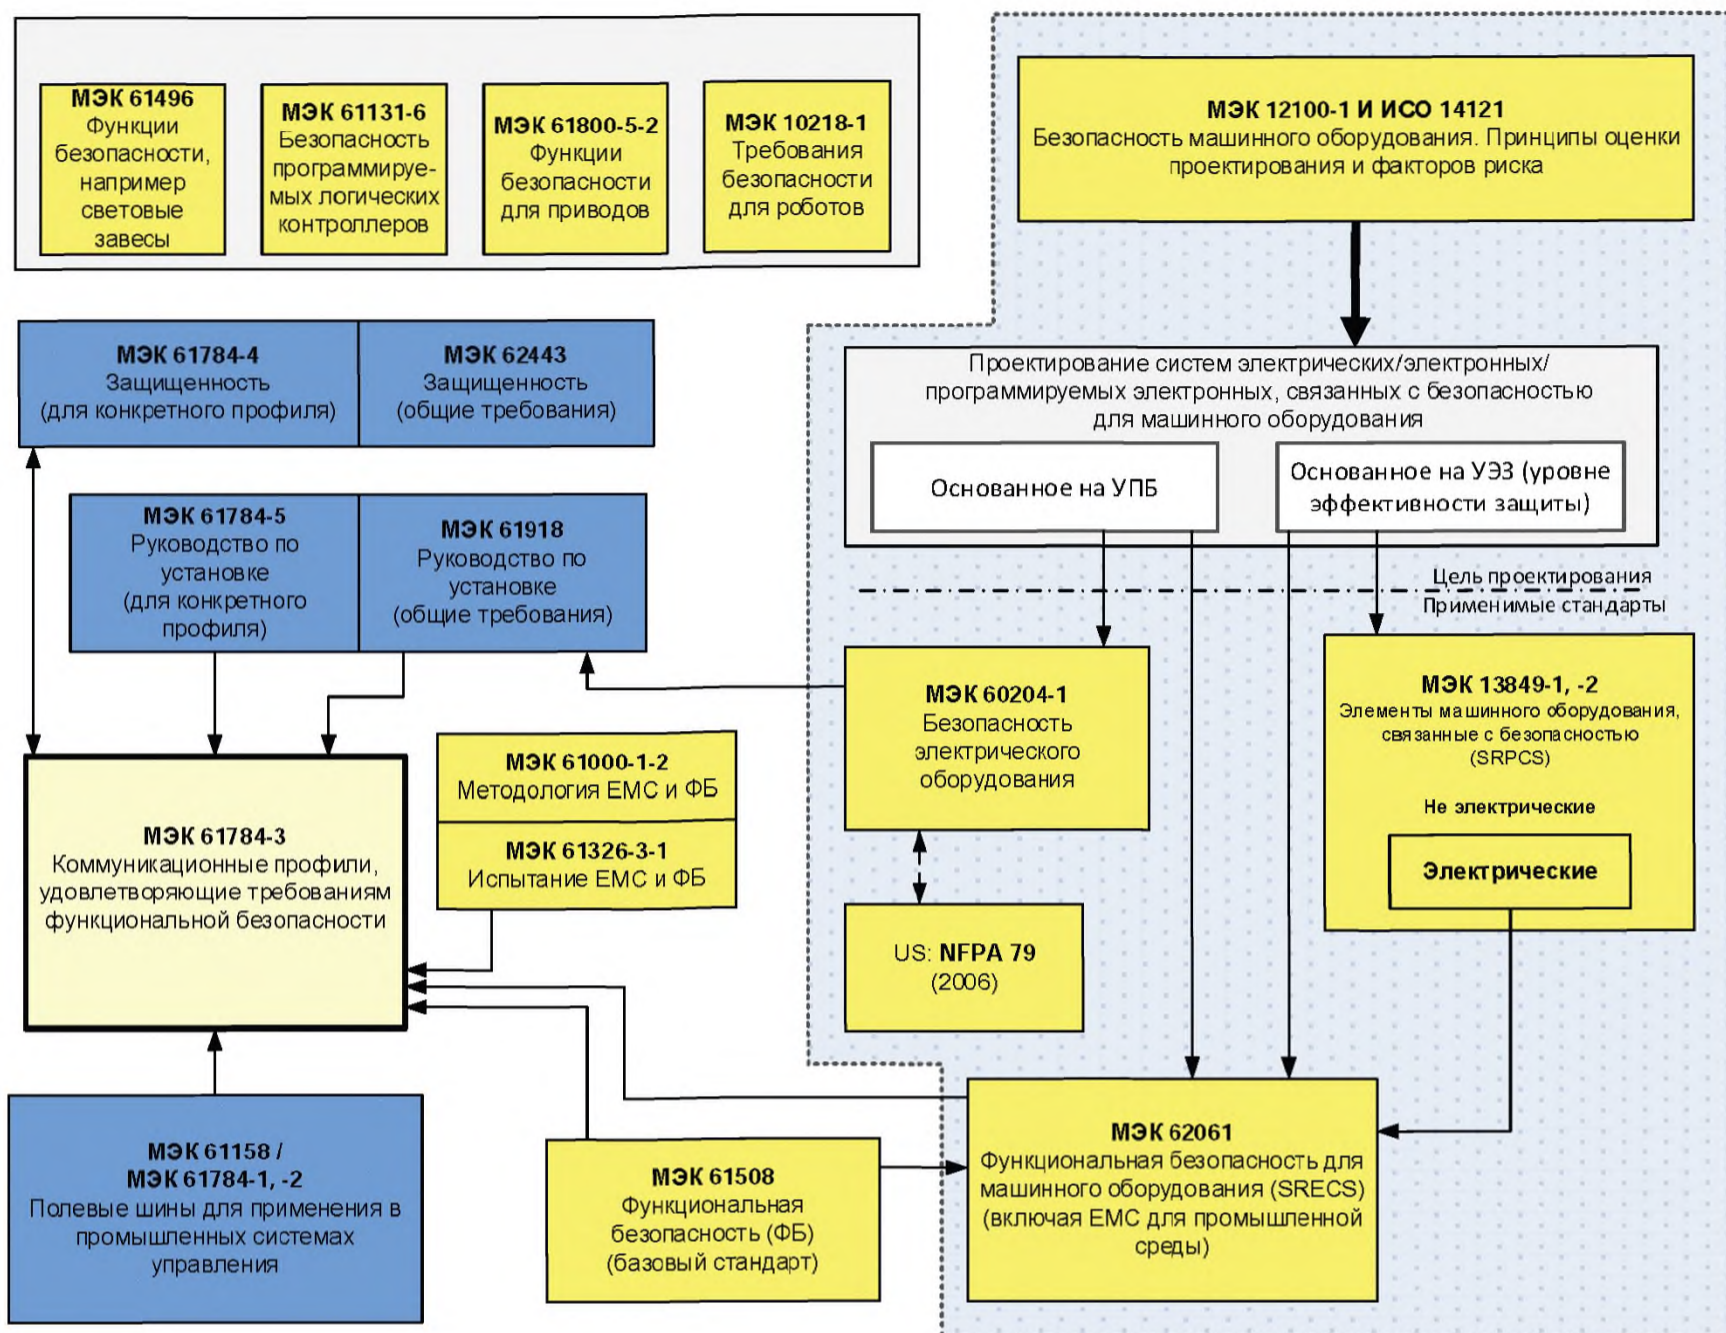 МЭК 61496
Функции
безопасности,
например
световые
завесы
МЭК 61131-6
Безопасность
программируе-
мых логических
контроллеров
МЭК 61800-5-2
Функции
безопасности
для приводов
МЭК 10218-1
Требования
безопасности
для роботов
МЭК 12100-1 И ИСО 14121
Безопасность машинного оборудования. Принципы оценки
проектирования и факторов риска
МЭК 61784-4
Защищенность
(для конкретного профиля)
МЭК 62443
Защищенность
(общие требования)
Проектирование систем электрических/электронных/
программируемых электронных, связанных с безопасностью
для машинного оборудования
Основанное на УПБ
Основанное на УЭЗ (уровне
эффективности защиты)
МЭК 61784-5
Руководство по
установке
(для конкретного
профиля)
МЭК 61918
Руководство по
установке
(общие требования)
Цель проектирования
Применимые стандарты
МЭК 60204-1
Безопасность
электрического
оборудования
МЭК 13849-1, -2
Элементы машинного оборудования,
связанные с безопасностью
(SRPCS)
Не электрические
Электрические
МЭК 61000-1-2
Методология ЕМС и ФБ
МЭК 61326-3-1
Испытание ЕМС и ФБ
МЭК 61784-3
Коммуникационные профили,
удовлетворяющие требованиям
функциональной безопасности
US: NFPA 79
(2006)
МЭК 61158 /
МЭК 61784-1, -2
Полевые шины для применения в
промышленных системах
управления
МЭК 61508
Функциональная
безопасность (ФБ)
(базовый стандарт)
МЭК 62061
Функциональная безопасность для
машинного оборудования (SRECS)
(включая ЕМС для промышленной
среды)